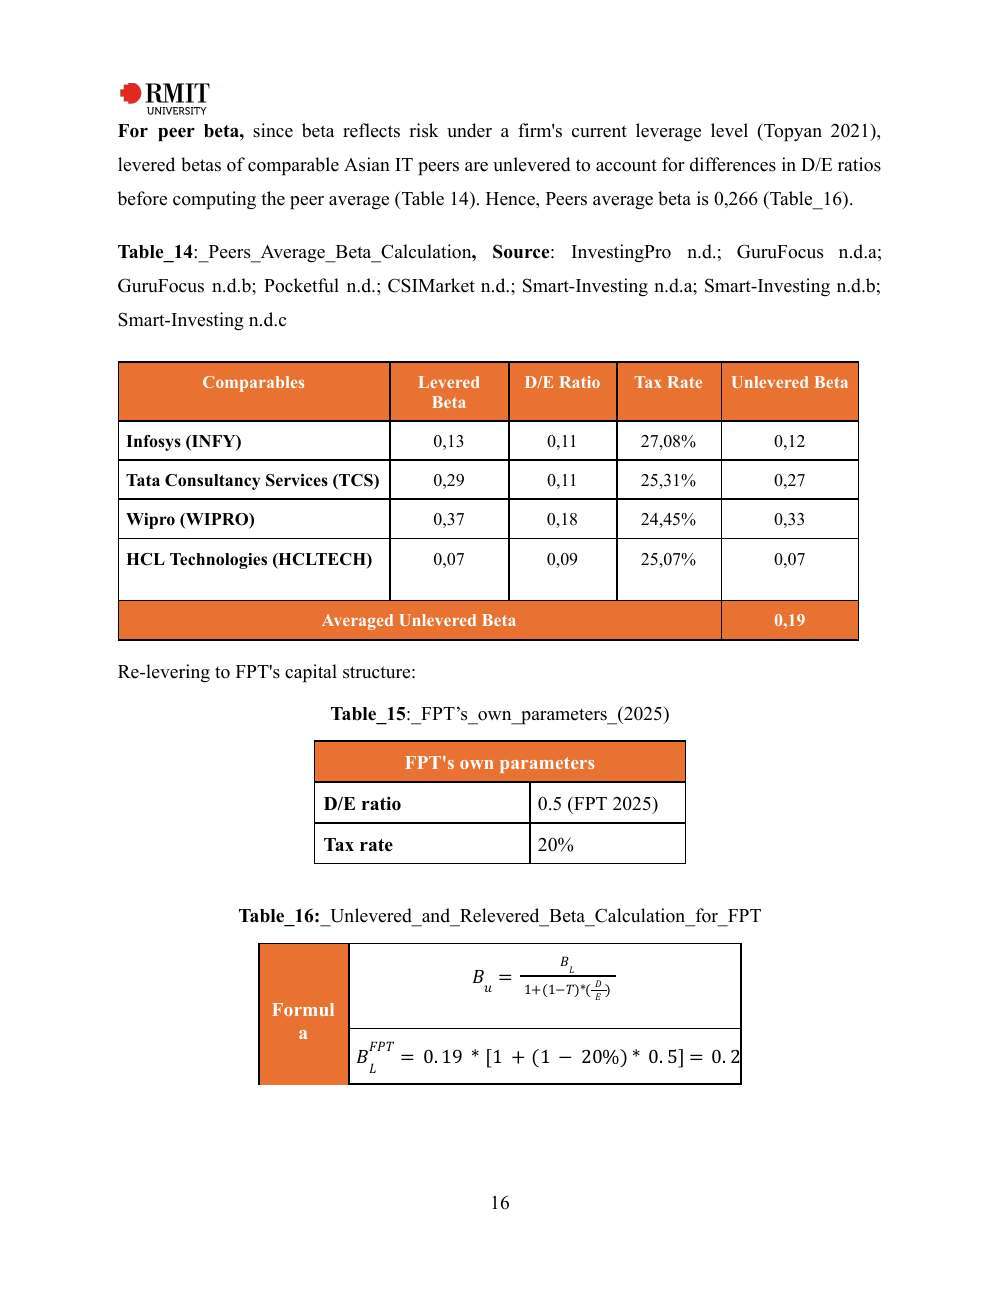 RMIT
UNIVERSITY
For peer beta, since beta reflects risk under a firm's current leverage level (Topyan 2021),
levered betas of comparable Asian IT peers are unlevered to account for differences in D/E ratios
before computing the peer average (Table 14). Hence, Peers average beta is 0,266 (Table_16).
Table_14:_Peers_Average_Beta_Calculation, Source: InvestingPro n.d.; GuruFocus n.d.a;
GuruFocus n.d.b; Pocketful n.d.; CSIMarket n.d.; Smart-Investing n.d.a; Smart-Investing n.d.b;
Smart-Investing n.d.c
Comparables Levered Beta D/E Ratio Tax Rate Unlevered Beta
Infosys (INFY) 0,13 0,11 27,08% 0,12
Tata Consultancy Services (TCS) 0,29 0,11 25,31% 0,27
Wipro (WIPRO) 0,37 0,18 24,45% 0,33
HCL Technologies (HCLTECH) 0,07 0,09 25,07% 0,07
Averaged Unlevered Beta 0,19
Re-levering to FPT's capital structure:
Table_15:_FPT’s_own_parameters_(2025)
FPT's own parameters
D/E ratio 0.5 (FPT 2025)
Tax rate 20%
Table_16:_Unlevered_and_Relevered_Beta_Calculation_for_FPT
Formul
a
B_u = B_L / 1+(1−T)*(D/E)
B_L^FPT = 0.19 * [1 + (1 − 20%) * 0.5] = 0.2
16